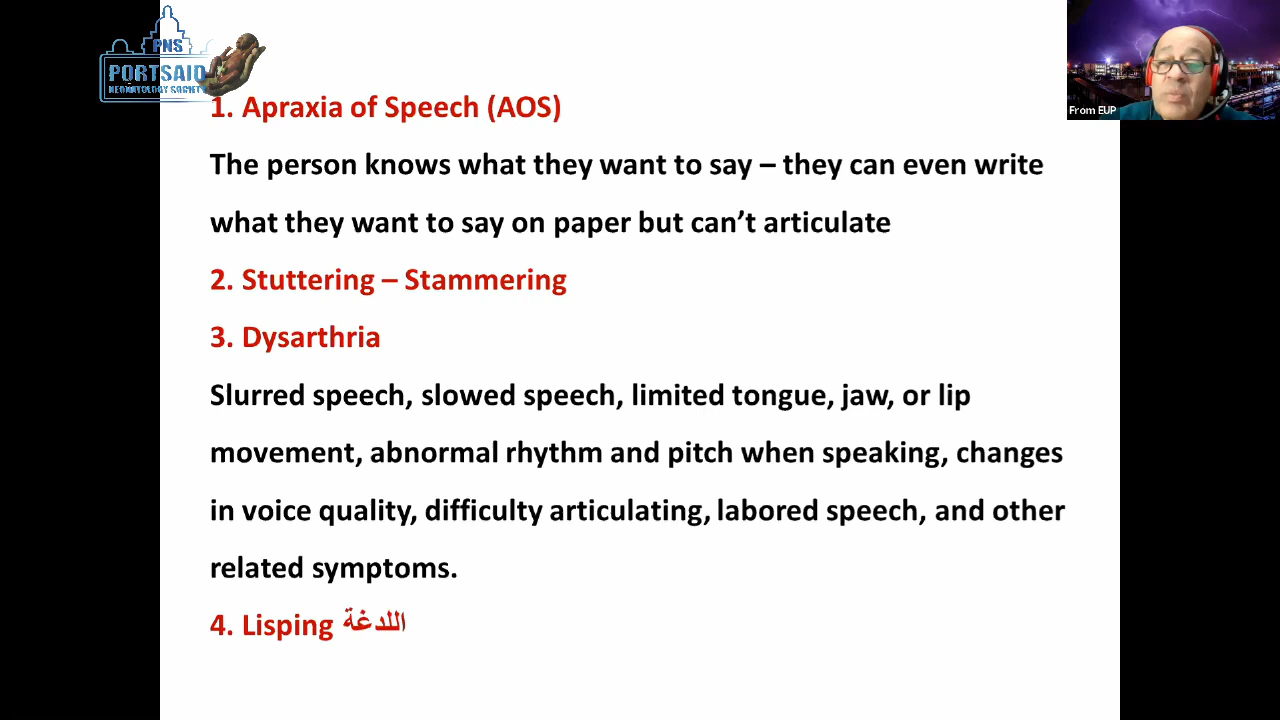 PNS
PORTSAID
NEONATOLOGY SOCIETY
From EUP
1. Apraxia of Speech (AOS)
The person knows what they want to say – they can even write
what they want to say on paper but can’t articulate
2. Stuttering – Stammering
3. Dysarthria
Slurred speech, slowed speech, limited tongue, jaw, or lip
movement, abnormal rhythm and pitch when speaking, changes
in voice quality, difficulty articulating, labored speech, and other
related symptoms.
4. Lisping اللدغة